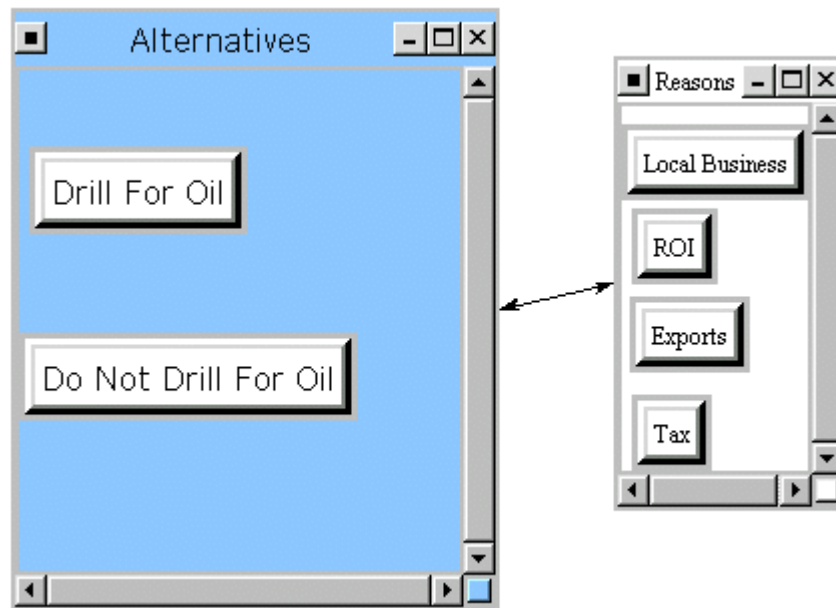 Alternatives
Drill For Oil
Do Not Drill For Oil
Reasons
Local Business
ROI
Exports
Tax